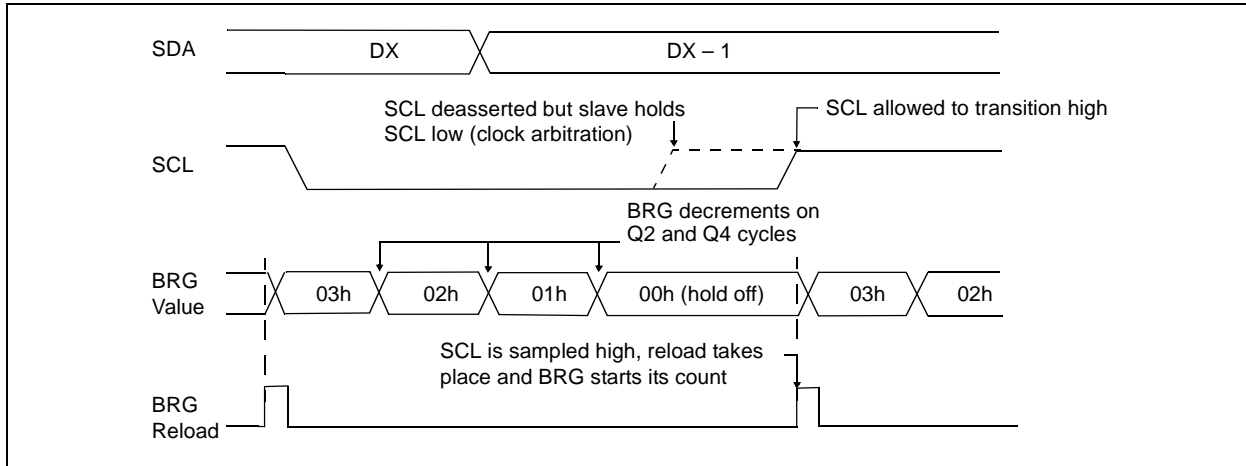 SDA
DX
DX – 1
SCL deasserted but slave holds
SCL low (clock arbitration)
SCL allowed to transition high
SCL
BRG decrements on
Q2 and Q4 cycles
BRG
Value
03h
02h
01h
00h (hold off)
03h
02h
SCL is sampled high, reload takes
place and BRG starts its count
BRG
Reload